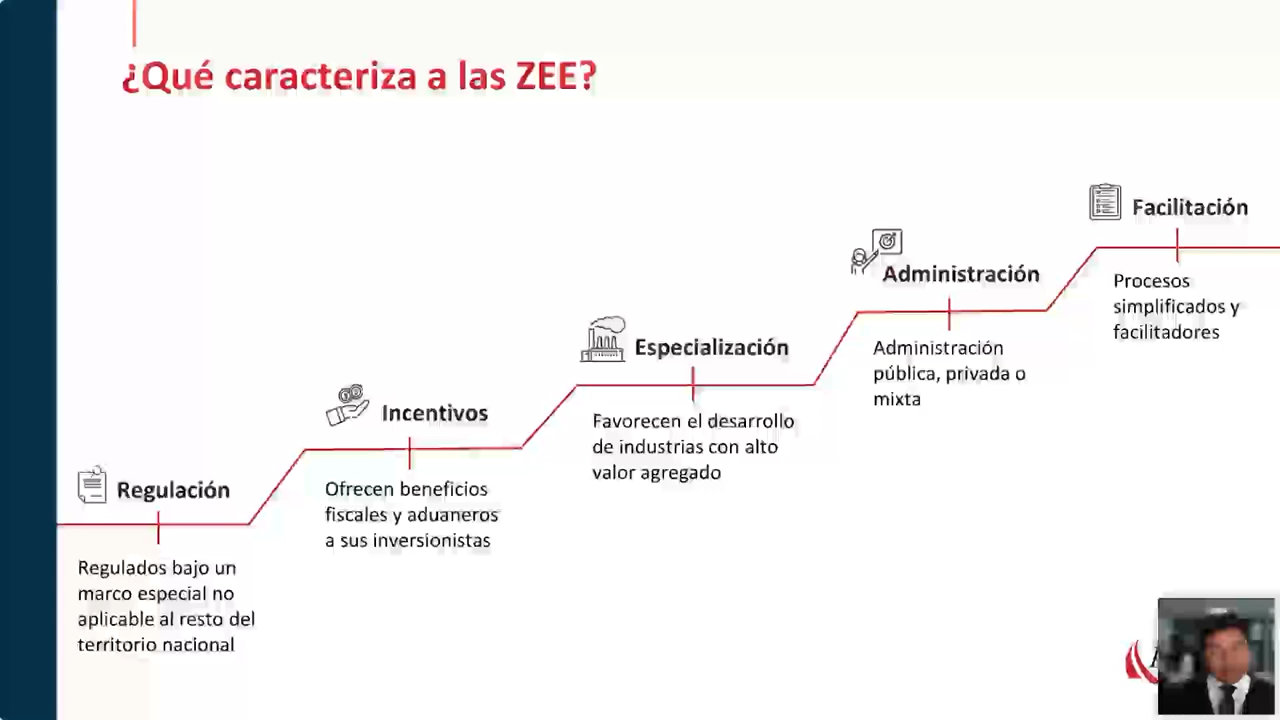 ¿Qué caracteriza a las ZEE?
Regulación
Regulados bajo un
marco especial no
aplicable al resto del
territorio nacional
Incentivos
Ofrecen beneficios
fiscales y aduaneros
a sus inversionistas
Especialización
Favorecen el desarrollo
de industrias con alto
valor agregado
Administración
Administración
pública, privada o
mixta
Facilitación
Procesos
simplificados y
facilitadores